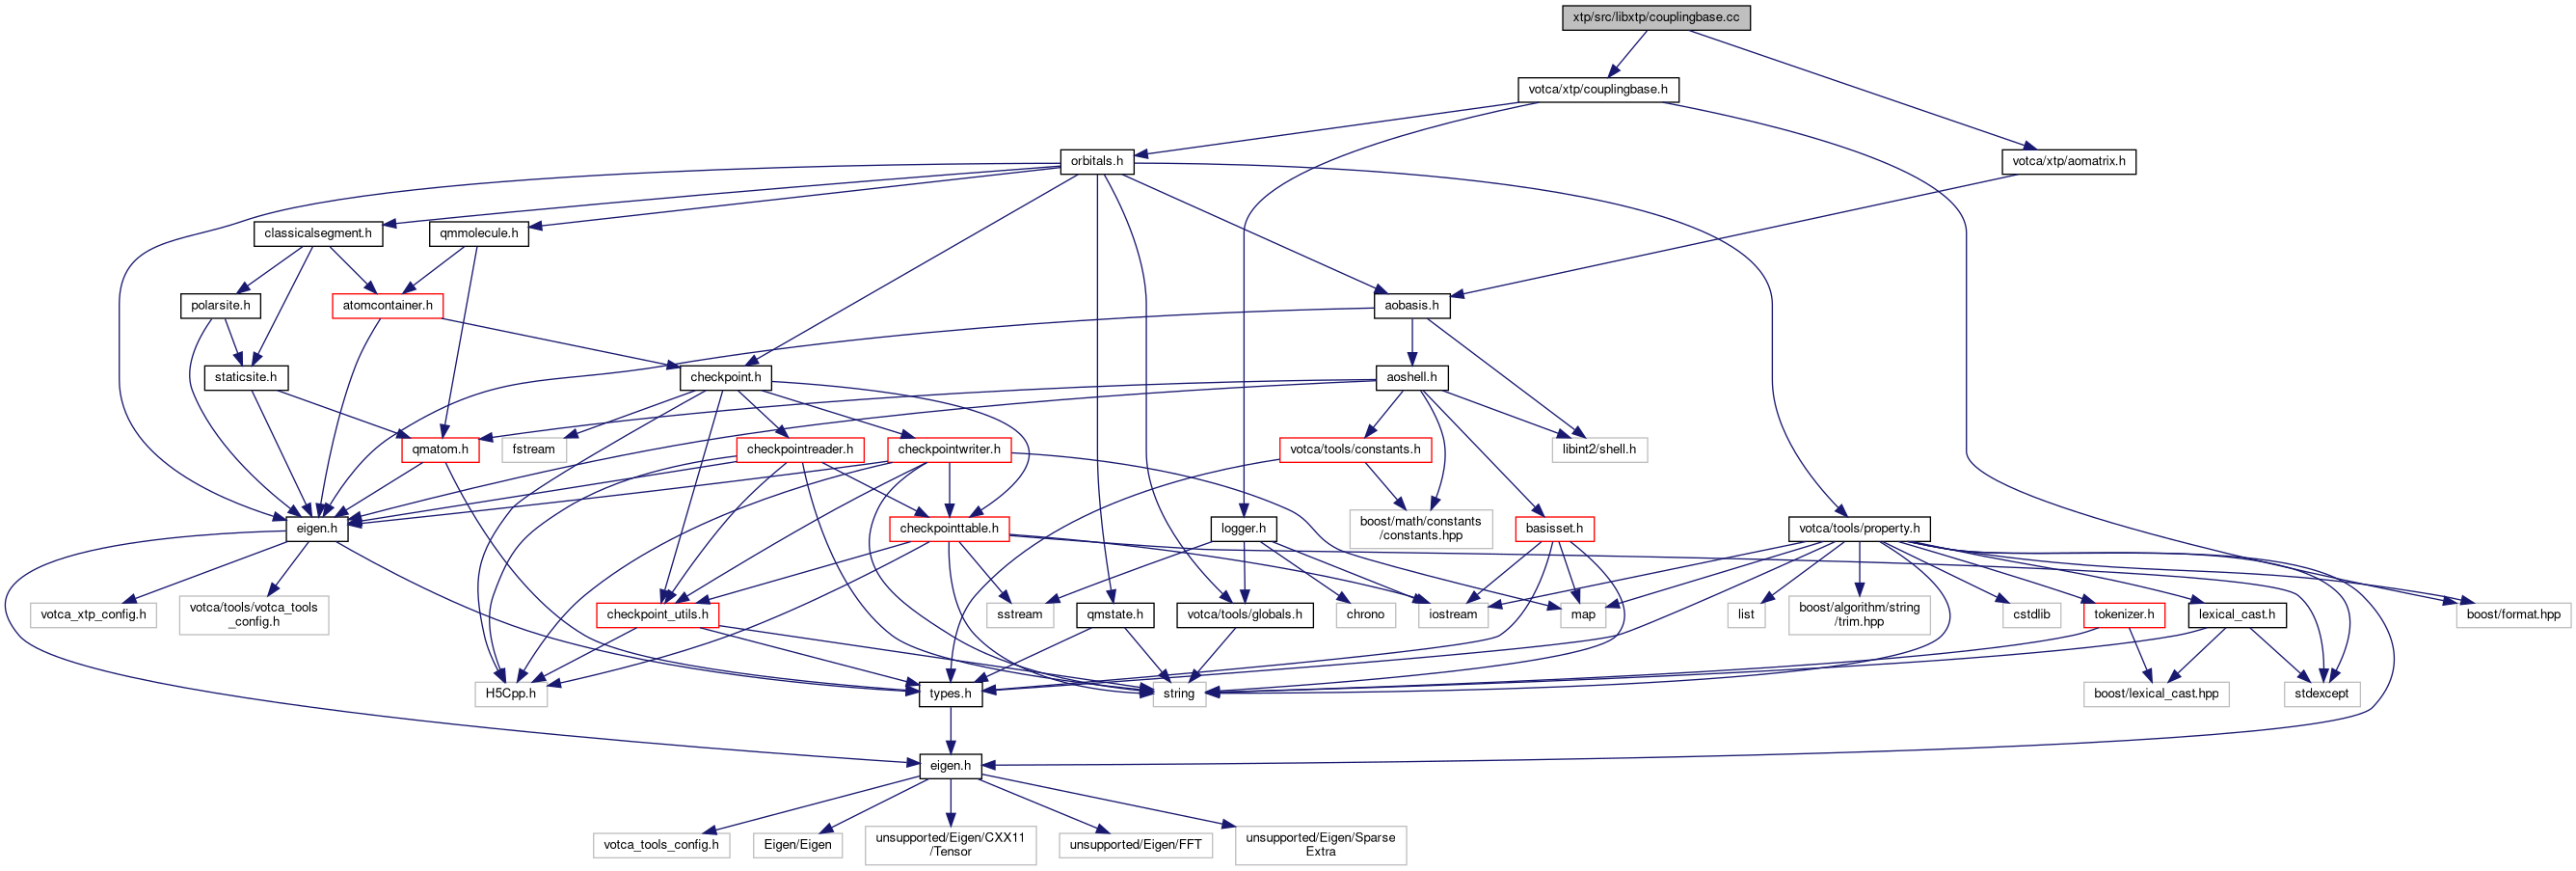 xtp/src/libxtp/couplingbase.cc
votca/xtp/couplingbase.h
orbitals.h
votca/xtp/aomatrix.h
classicalsegment.h
qmmolecule.h
polarsite.h
atomcontainer.h
aobasis.h
staticsite.h
checkpoint.h
aoshell.h
qmatom.h
fstream
checkpointreader.h
checkpointwriter.h
votca/tools/constants.h
libint2/shell.h
eigen.h
checkpointtable.h
logger.h
boost/math/constants
/constants.hpp
basisset.h
votca/tools/property.h
votca_xtp_config.h
votca/tools/votca_tools
_config.h
checkpoint_utils.h
sstream
qmstate.h
votca/tools/globals.h
chrono
iostream
map
list
boost/algorithm/string
/trim.hpp
cstdlib
tokenizer.h
lexical_cast.h
boost/format.hpp
H5Cpp.h
types.h
string
boost/lexical_cast.hpp
stdexcept
eigen.h
votca_tools_config.h
Eigen/Eigen
unsupported/Eigen/CXX11
/Tensor
unsupported/Eigen/FFT
unsupported/Eigen/Sparse
Extra